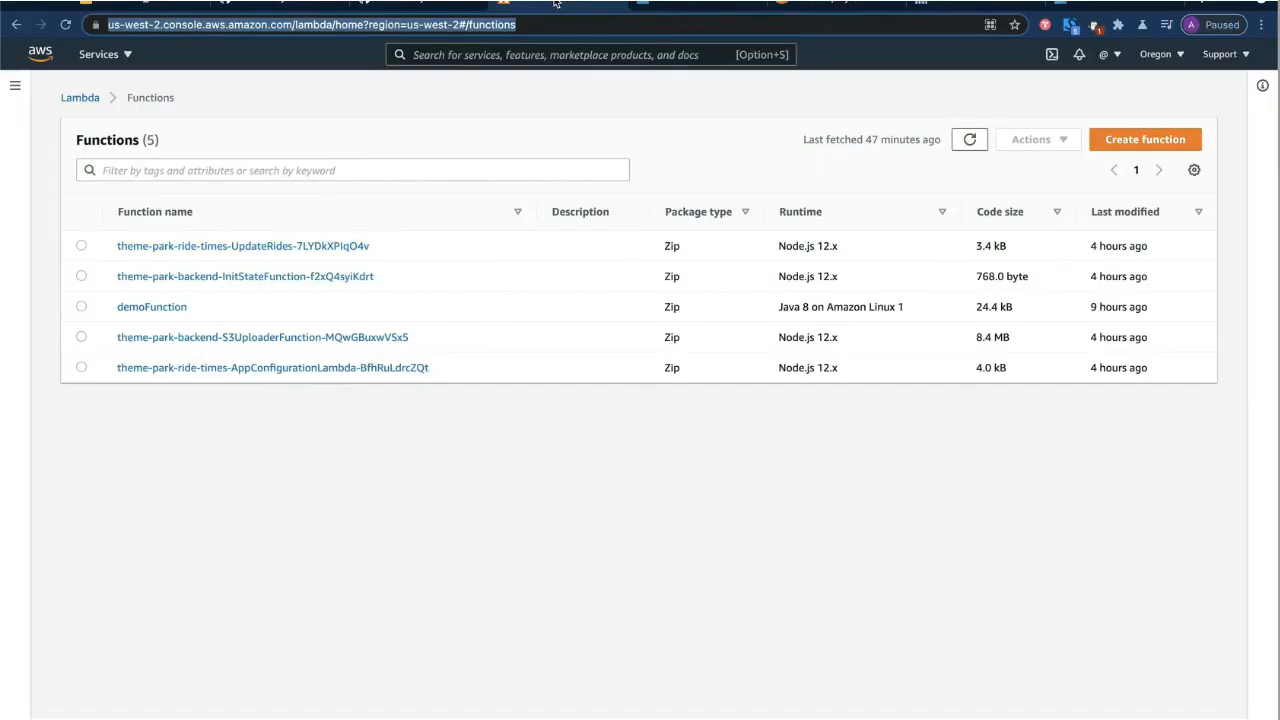 us-west-2.console.aws.amazon.com/lambda/home?region=us-west-2#/functions
A Paused
aws Services Search for services, features, marketplace products, and docs [Option+S] @ Oregon Support
Lambda > Functions
Functions (5) Last fetched 47 minutes ago Actions Create function
Filter by tags and attributes or search by keyword 1
Function name Description Package type Runtime Code size Last modified
theme-park-ride-times-UpdateRides-7LYDkXPIqO4v Zip Node.js 12.x 3.4 kB 4 hours ago
theme-park-backend-InitStateFunction-f2xQ4syiKdrt Zip Node.js 12.x 768.0 byte 4 hours ago
demoFunction Zip Java 8 on Amazon Linux 1 24.4 kB 9 hours ago
theme-park-backend-S3UploaderFunction-MQwGBuxwVSx5 Zip Node.js 12.x 8.4 MB 4 hours ago
theme-park-ride-times-AppConfigurationLambda-BfhRuLdrcZQt Zip Node.js 12.x 4.0 kB 4 hours ago